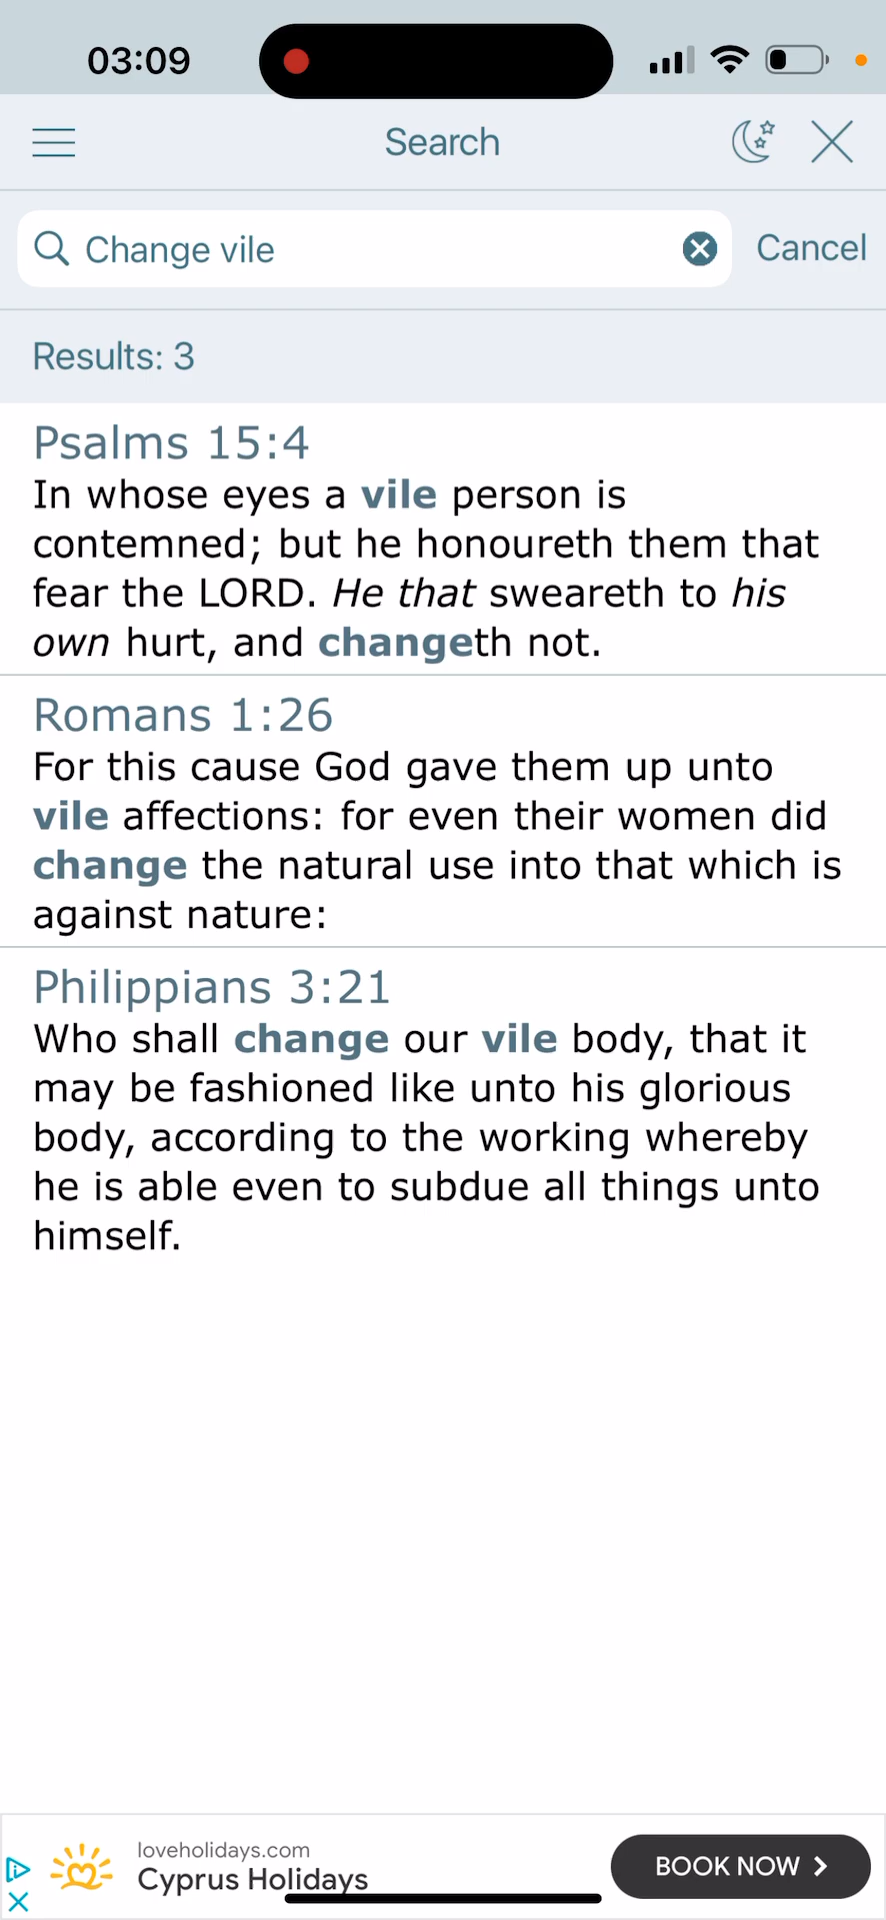 03:09
Search
Change vile
Cancel
Results: 3
Psalms 15:4
In whose eyes a vile person is
contemned; but he honoureth them that
fear the LORD. He that sweareth to his
own hurt, and changeth not.
Romans 1:26
For this cause God gave them up unto
vile affections: for even their women did
change the natural use into that which is
against nature:
Philippians 3:21
Who shall change our vile body, that it
may be fashioned like unto his glorious
body, according to the working whereby
he is able even to subdue all things unto
himself.
loveholidays.com
Cyprus Holidays
BOOK NOW